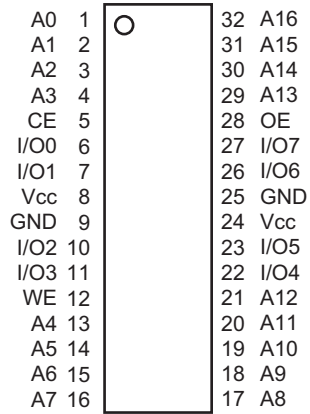 A0 1 32 A16
A1 2 31 A15
A2 3 30 A14
A3 4 29 A13
CE 5 28 OE
I/O0 6 27 I/O7
I/O1 7 26 I/O6
Vcc 8 25 GND
GND 9 24 Vcc
I/O2 10 23 I/O5
I/O3 11 22 I/O4
WE 12 21 A12
A4 13 20 A11
A5 14 19 A10
A6 15 18 A9
A7 16 17 A8